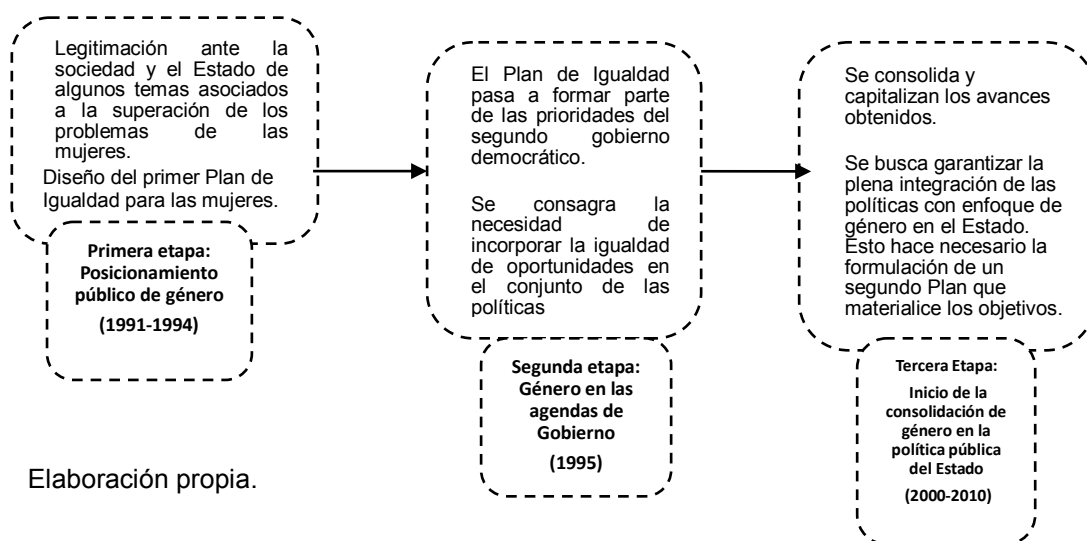 Legitimación ante la
sociedad y el Estado de
algunos temas asociados
a la superación de los
problemas de las
mujeres.
Diseño del primer Plan de
Igualdad para las mujeres.
Primera etapa:
Posicionamiento
público de género
(1991-1994)
El Plan de Igualdad
pasa a formar parte
de las prioridades del
segundo gobierno
democrático.
Se consagra la
necesidad de
incorporar la igualdad
de oportunidades en
el conjunto de las
políticas
Segunda etapa:
Género en las
agendas de
Gobierno
(1995)
Se consolida y
capitalizan los avances
obtenidos.
Se busca garantizar la
plena integración de las
políticas con enfoque de
género en el Estado.
Esto hace necesario la
formulación de un
segundo Plan que
materialice los objetivos.
Tercera Etapa:
Inicio de la
consolidación de
género en la
política pública
del Estado
(2000-2010)
Elaboración propia.